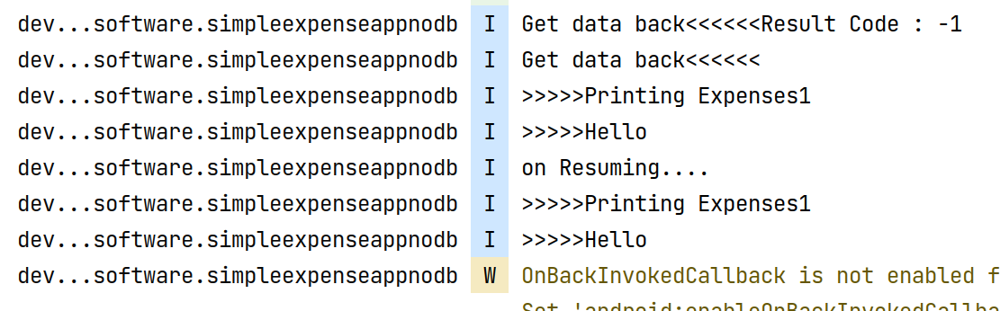 dev...software.simpleexpenseappnodb I Get data back<<<<<<Result Code : -1
dev...software.simpleexpenseappnodb I Get data back<<<<<<
dev...software.simpleexpenseappnodb I >>>>>Printing Expenses1
dev...software.simpleexpenseappnodb I >>>>>Hello
dev...software.simpleexpenseappnodb I on Resuming....
dev...software.simpleexpenseappnodb I >>>>>Printing Expenses1
dev...software.simpleexpenseappnodb I >>>>>Hello
dev...software.simpleexpenseappnodb W OnBackInvokedCallback is not enabled f
Set 'android:enableOnBackInvokedCallba